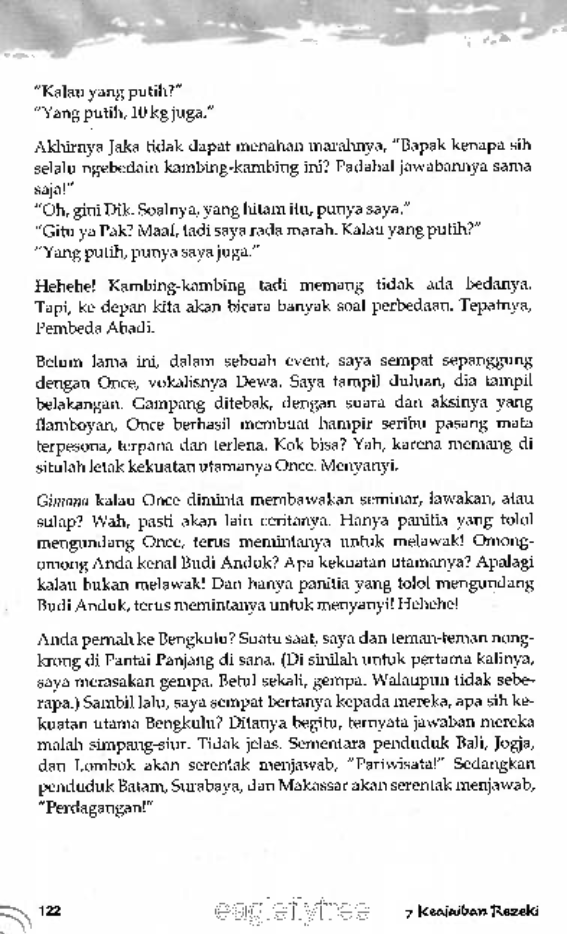 "Kalau yang putih?"
"Yang putih, 10 kg juga."
Akhirnya Jaka tidak dapat menahan marahnya, "Bapak kenapa sih
selalu ngebedain kambing-kambing ini? Padahal jawabannya sama
saja!"
"Oh, gini Dik. Soalnya, yang hitam itu, punya saya."
"Gitu ya Pak? Maaf, tadi saya rada marah. Kalau yang putih?"
"Yang putih, punya saya juga."
Hehehe! Kambing-kambing tadi memang tidak ada bedanya.
Tapi, ke depan kita akan bicara banyak soal perbedaan. Tepatnya,
Pembeda Abadi.
Belum lama ini, dalam sebuah event, saya sempat sepanggung
dengan Once, vokalisnya Dewa. Saya tampil duluan, dia tampil
belakangan. Gampang ditebak, dengan suara dan aksinya yang
flamboyan, Once berhasil membuat hampir seribu pasang mata
terpesona, terpana dan terlena. Kok bisa? Yah, karena memang di
situlah letak kekuatan utamanya Once. Menyanyi.
Gimana kalau Once diminta membawakan seminar, lawakan, atau
sulap? Wah, pasti akan lain ceritanya. Hanya panitia yang tolol
mengundang Once, terus memintanya untuk melawak! Omong-
omong Anda kenal Budi Anduk? Apa kekuatan utamanya? Apalagi
kalau bukan melawak! Dan hanya panitia yang tolol mengundang
Budi Anduk, terus memintanya untuk menyanyi! Hehehe!
Anda pernah ke Bengkulu? Suatu saat, saya dan teman-teman nong-
krong di Pantai Panjang di sana. (Di sinilah untuk pertama kalinya,
saya merasakan gempa. Betul sekali, gempa. Walaupun tidak sebe-
rapa.) Sambil lalu, saya sempat bertanya kepada mereka, apa sih ke-
kuatan utama Bengkulu? Ditanya begitu, ternyata jawaban mereka
malah simpang-siur. Tidak jelas. Sementara penduduk Bali, Jogja,
dan Lombok akan serentak menjawab, "Pariwisata!" Sedangkan
penduduk Batam, Surabaya, dan Makassar akan serentak menjawab,
"Perdagangan!"
122
eagleflytree
7 Keajaiban Rezeki